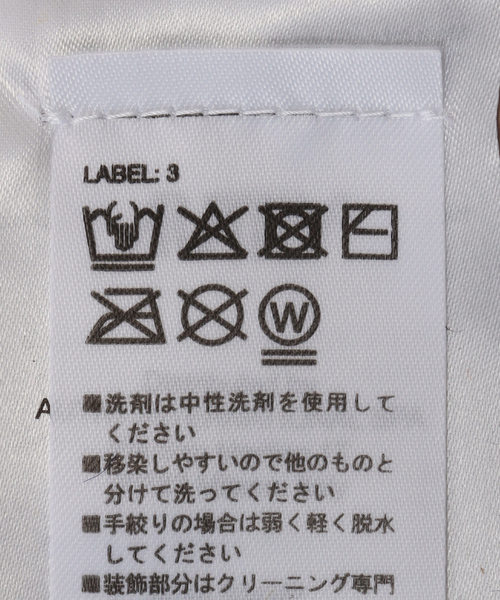 LABEL: 3
W
A
■洗剤は中性洗剤を使用して
ください
■移染しやすいので他のものと
分けて洗ってください
■手絞りの場合は弱く軽く脱水
してください
■装飾部分はクリーニング専門